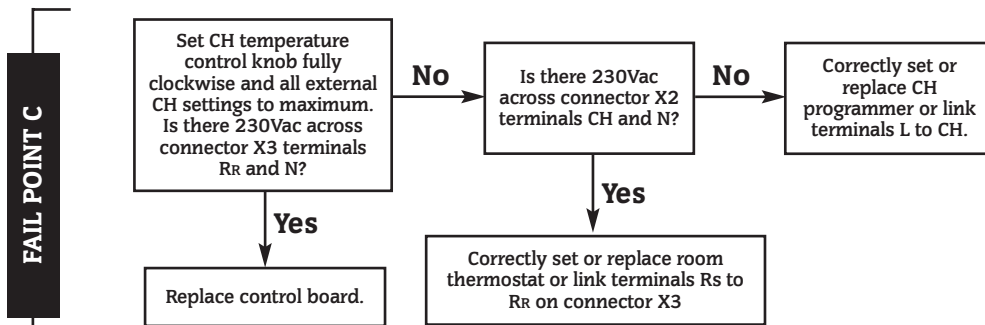 FAIL POINT C
Set CH temperature
control knob fully
clockwise and all external
CH settings to maximum.
Is there 230Vac across
connector X3 terminals
RR and N?
No
Is there 230Vac
across connector X2
terminals CH and N?
No
Correctly set or
replace CH
programmer or link
terminals L to CH.
Yes
Replace control board.
Yes
Correctly set or replace room
thermostat or link terminals Rs to
RR on connector X3